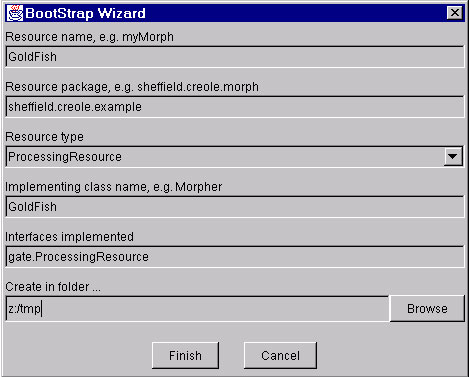 BootStrap Wizard
Resource name, e.g. myMorph
GoldFish
Resource package, e.g. sheffield.creole.morph
sheffield.creole.example
Resource type
ProcessingResource
Implementing class name, e.g. Morpher
GoldFish
Interfaces implemented
gate.ProcessingResource
Create in folder ...
z:/tmp
Browse
Finish Cancel